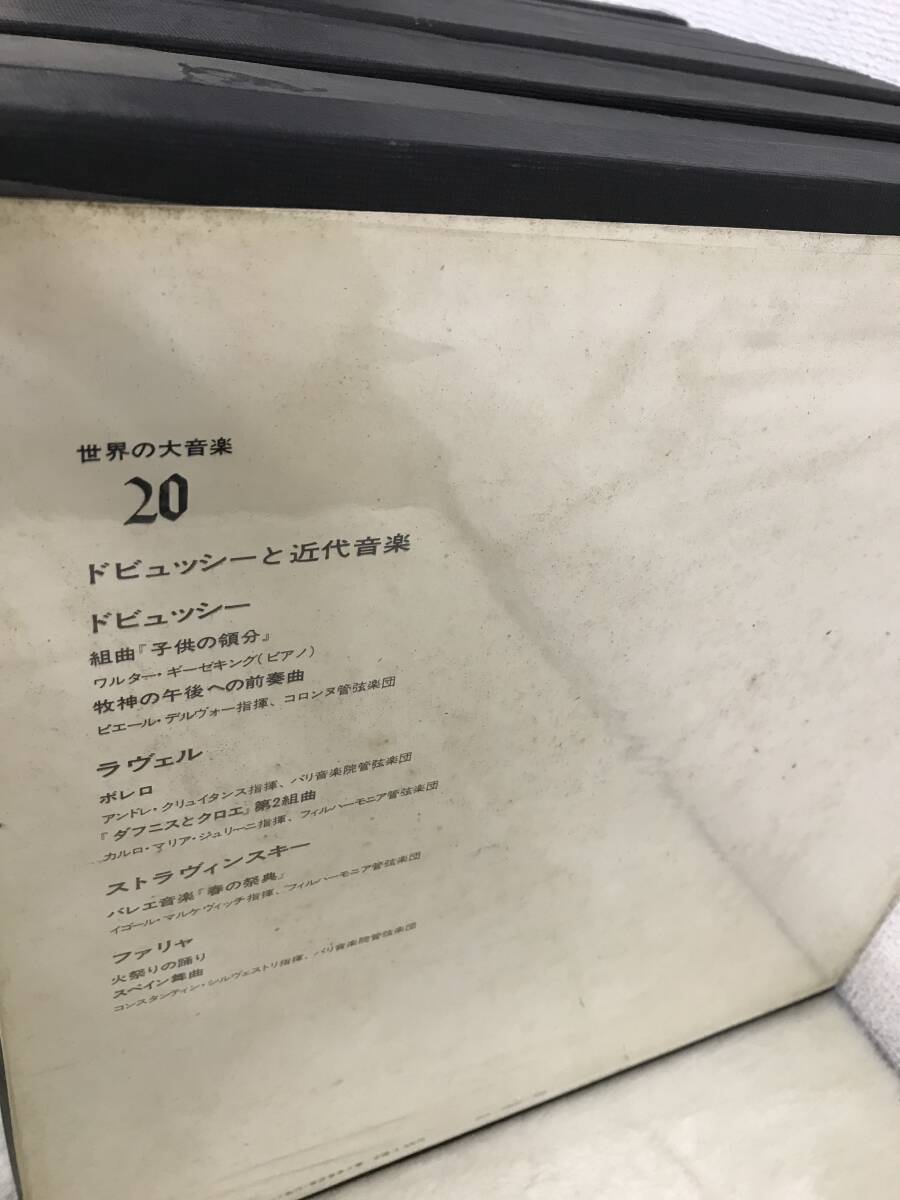 世界の大音楽
20
ドビュッシーと近代音楽
ドビュッシー
組曲『子供の領分』
ワルター・ギーゼキング(ピアノ)
牧神の午後への前奏曲
ピエール・デルヴォー指揮、コロンヌ管弦楽団
ラヴェル
ボレロ
アンドレ・クリュイタンス指揮、パリ音楽院管弦楽団
『ダフニスとクロエ』第2組曲
カルロ・マリア・ジュリーニ指揮、フィルハーモニア管弦楽団
ストラヴィンスキー
バレエ音楽『春の祭典』
イゴール・マルケヴィッチ指揮、フィルハーモニア管弦楽団
ファリャ
火祭りの踊り
スペイン舞曲
コンスタンティン・シルヴェストリ指揮、パリ音楽院管弦楽団